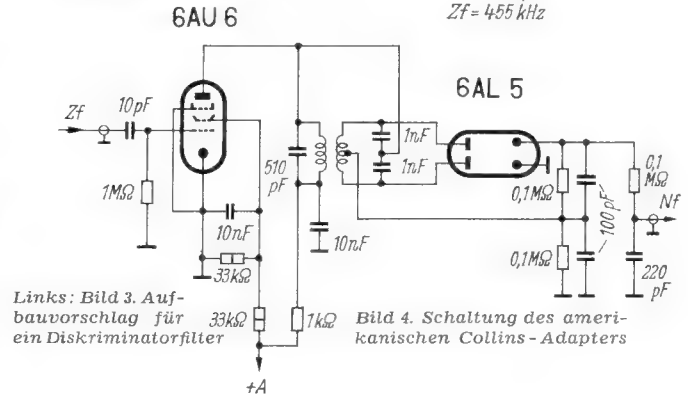 Zf = 455 kHz
6AU 6
6AL 5
Zf
10pF
1MΩ
10nF
33kΩ
33kΩ
+A
510
pF
10nF
1kΩ
1nF
1nF
0,1MΩ
0,1MΩ
100pF
0,1
MΩ
Nf
220
pF
Links: Bild 3. Auf-
bauvorschlag für
ein Diskriminatorfilter
Bild 4. Schaltung des ameri-
kanischen Collins-Adapters